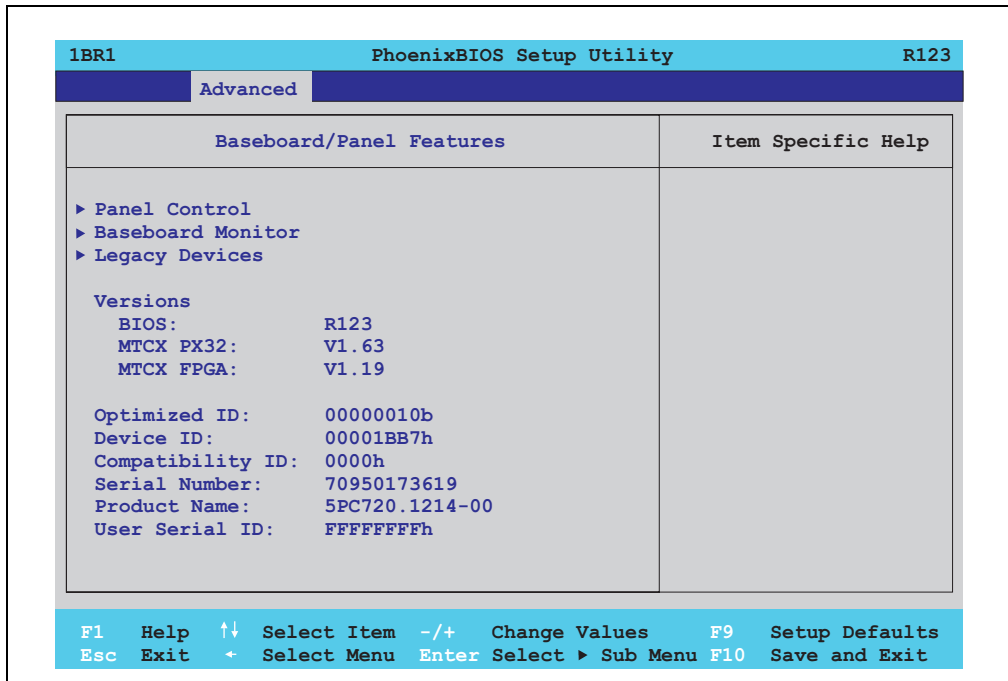 1BR1 PhoenixBIOS Setup Utility R123
Advanced
Baseboard/Panel Features Item Specific Help
▶ Panel Control
▶ Baseboard Monitor
▶ Legacy Devices
Versions
BIOS: R123
MTCX PX32: V1.63
MTCX FPGA: V1.19
Optimized ID: 00000010b
Device ID: 00001BB7h
Compatibility ID: 0000h
Serial Number: 70950173619
Product Name: 5PC720.1214-00
User Serial ID: FFFFFFFFh
F1 Help ↑↓ Select Item -/+ Change Values F9 Setup Defaults
Esc Exit ← Select Menu Enter Select ▶ Sub Menu F10 Save and Exit